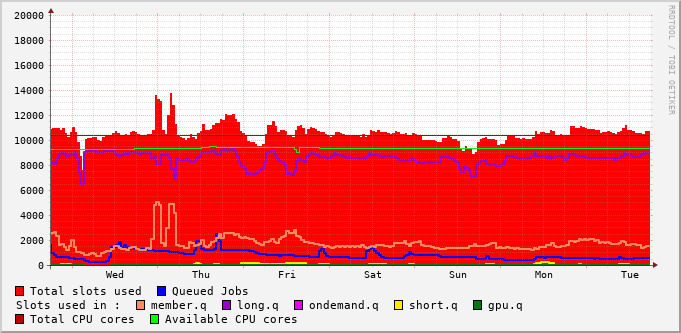 20000
18000
16000
14000
12000
10000
8000
6000
4000
2000
0
Wed Thu Fri Sat Sun Mon Tue
Total slots used Queued Jobs
Slots used in : member.q long.q ondemand.q short.q gpu.q
Total CPU cores Available CPU cores
RRDTOOL / TOBI OETIKER